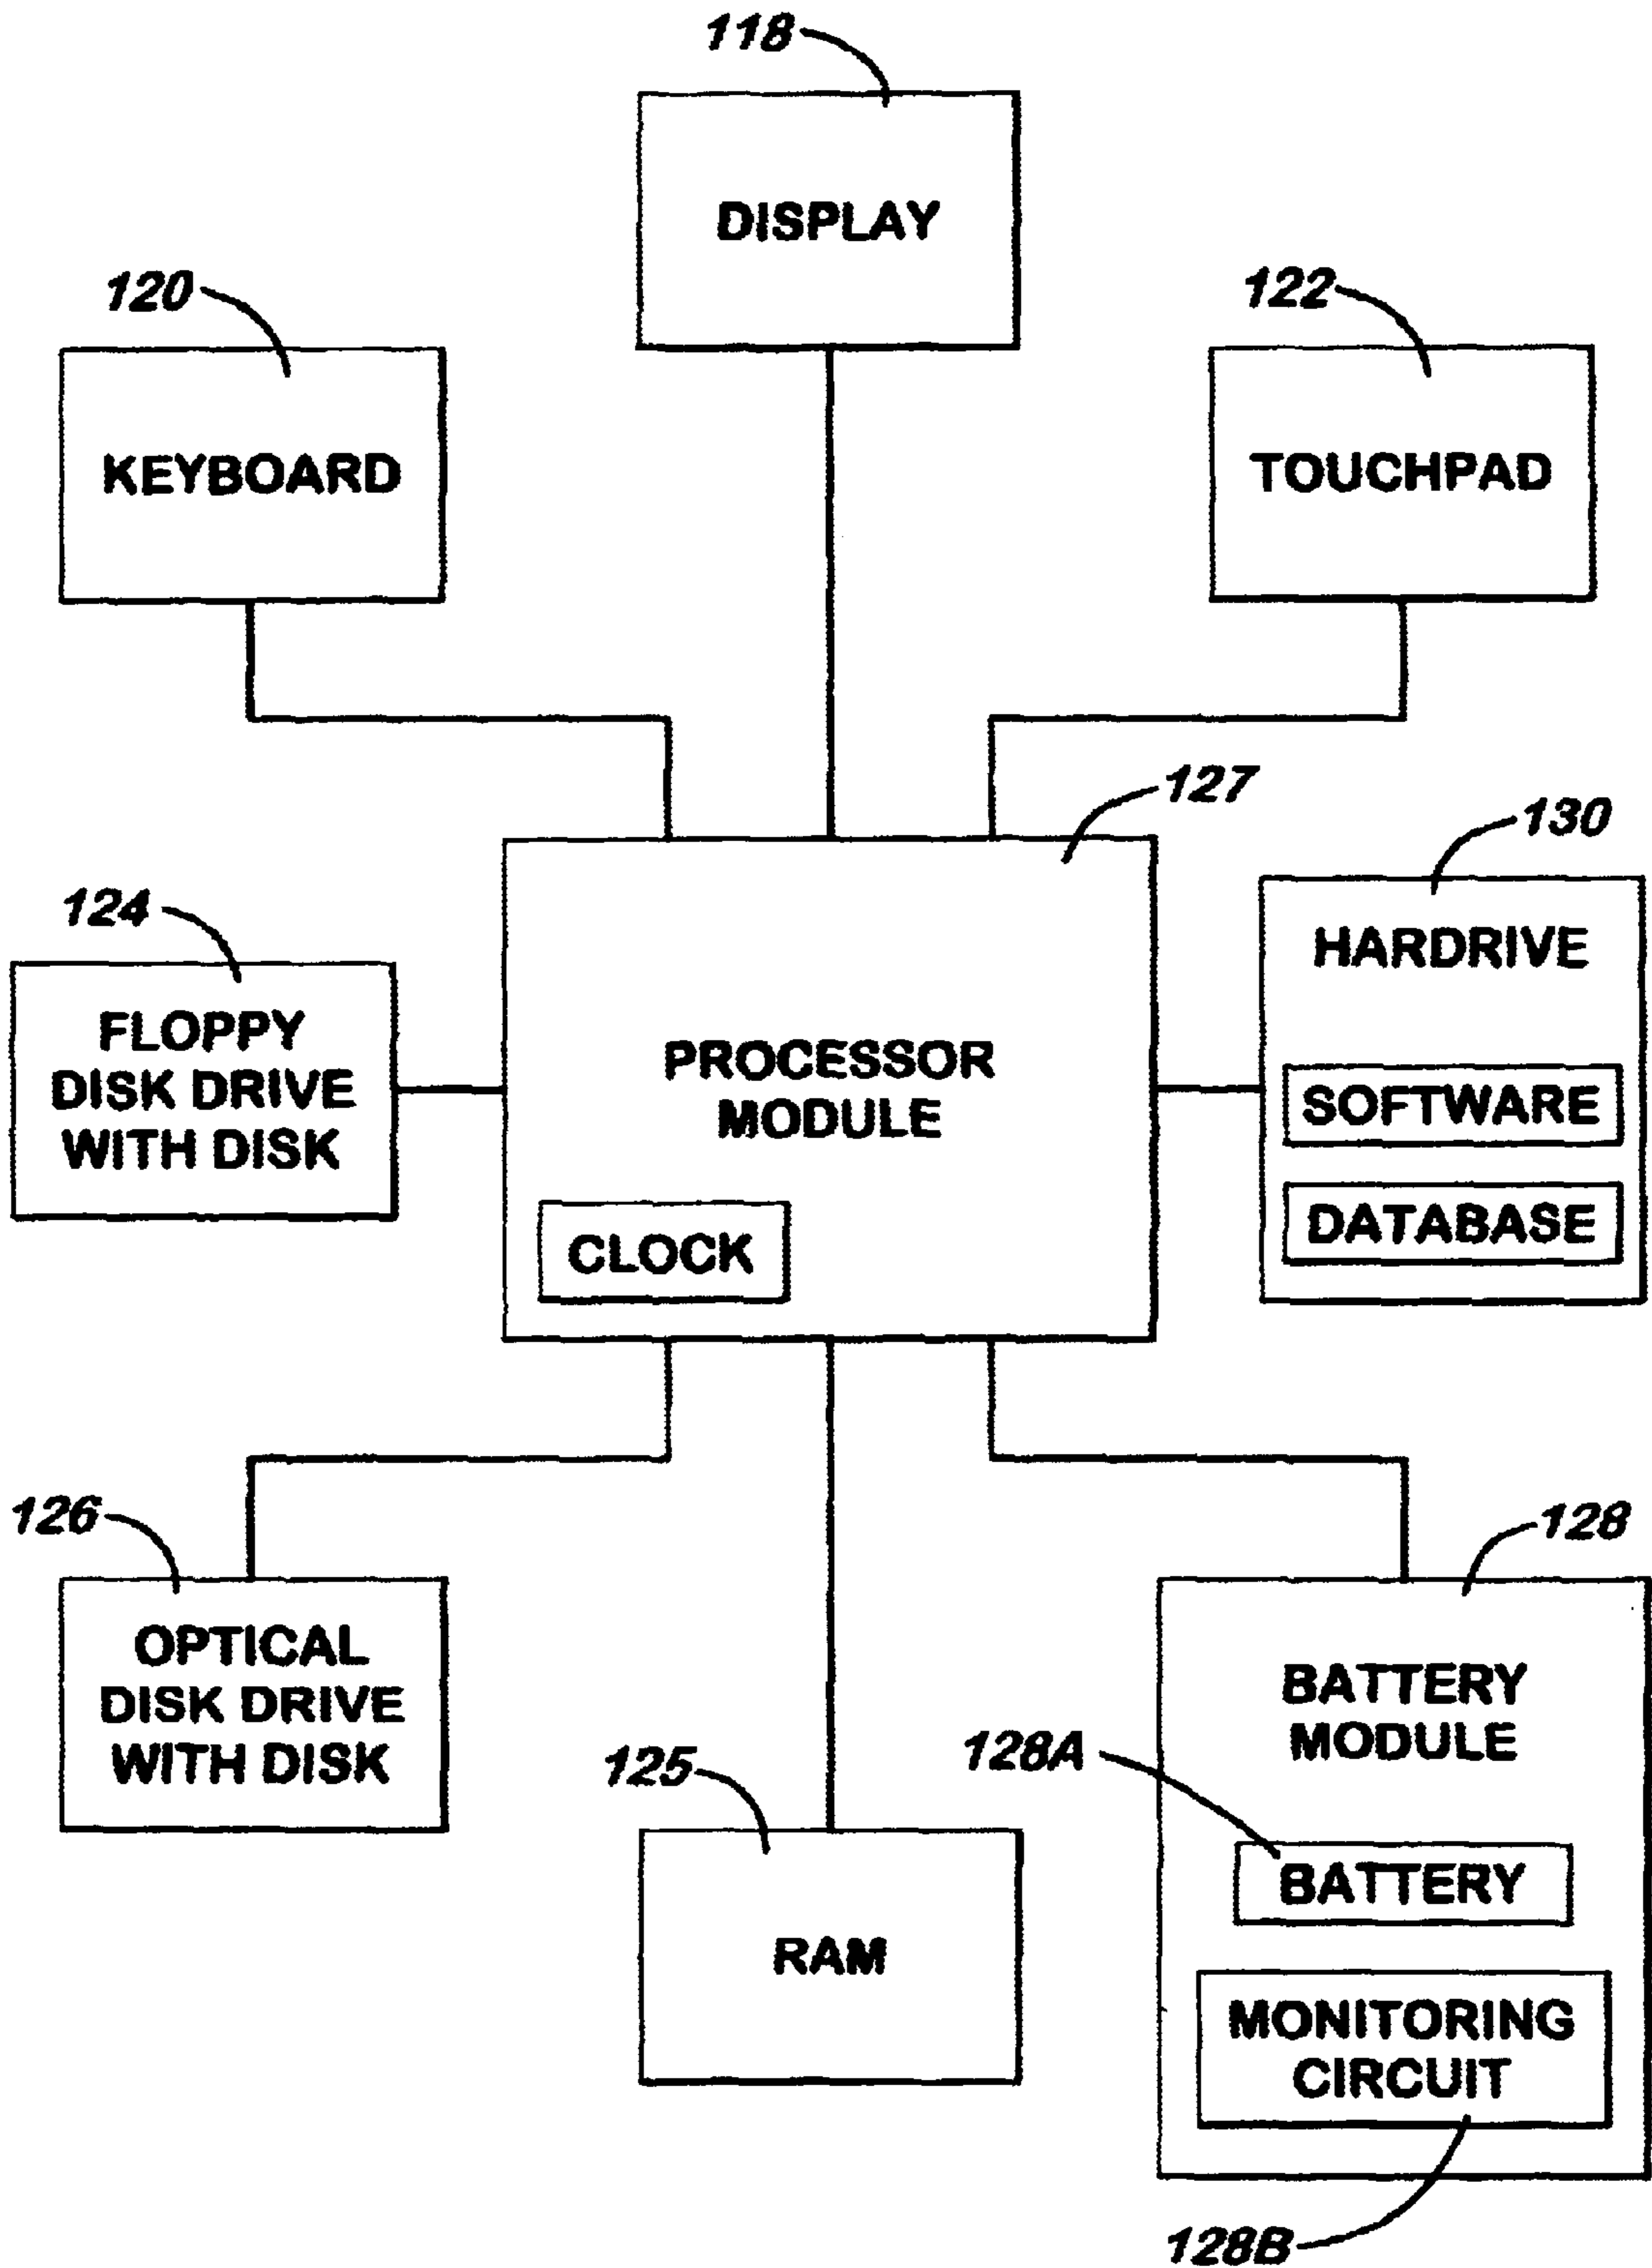 118
DISPLAY
120
KEYBOARD
122
TOUCHPAD
127
130
HARDRIVE
SOFTWARE
DATABASE
124
FLOPPY
DISK DRIVE
WITH DISK
PROCESSOR
MODULE
CLOCK
126
OPTICAL
DISK DRIVE
WITH DISK
125
RAM
128
BATTERY
MODULE
128A
BATTERY
MONITORING
CIRCUIT
128B